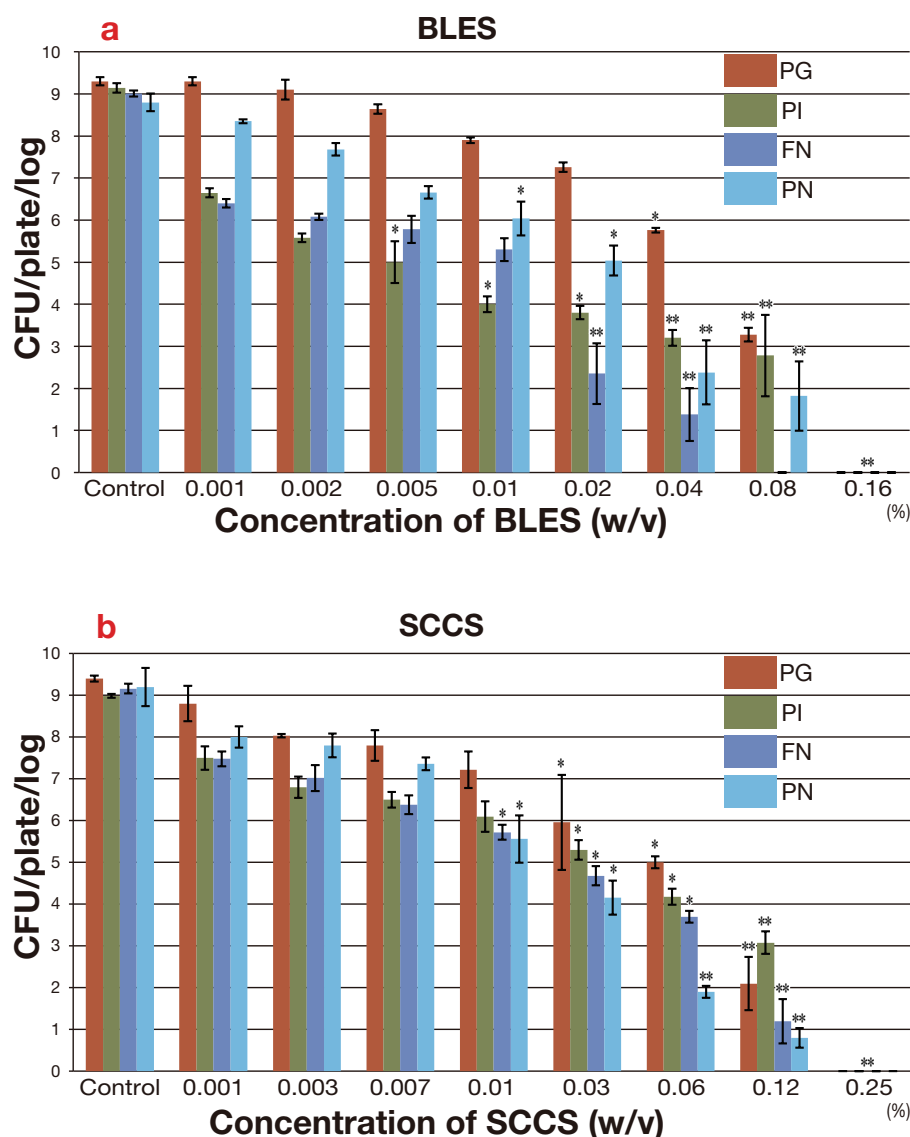 a
BLES
10
9
8
7
6
5
4
3
2
1
0
CFU/plate/log
PG
PI
FN
PN
* * * * * * * ** * ** ** ** ** ** ** **
Control 0.001 0.002 0.005 0.01 0.02 0.04 0.08 0.16
Concentration of BLES (w/v)
(%)
b
SCCS
10
9
8
7
6
5
4
3
2
1
0
CFU/plate/log
PG
PI
FN
PN
* * * * * * * * * ** ** ** ** ** **
Control 0.001 0.003 0.007 0.01 0.03 0.06 0.12 0.25
Concentration of SCCS (w/v)
(%)